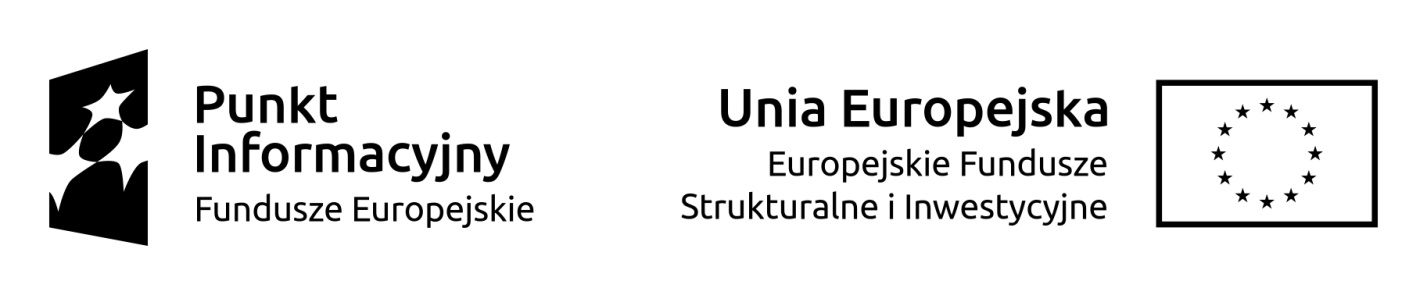 Punkt
Informacyjny
Fundusze Europejskie
Unia Europejska
Europejskie Fundusze
Strukturalne i Inwestycyjne